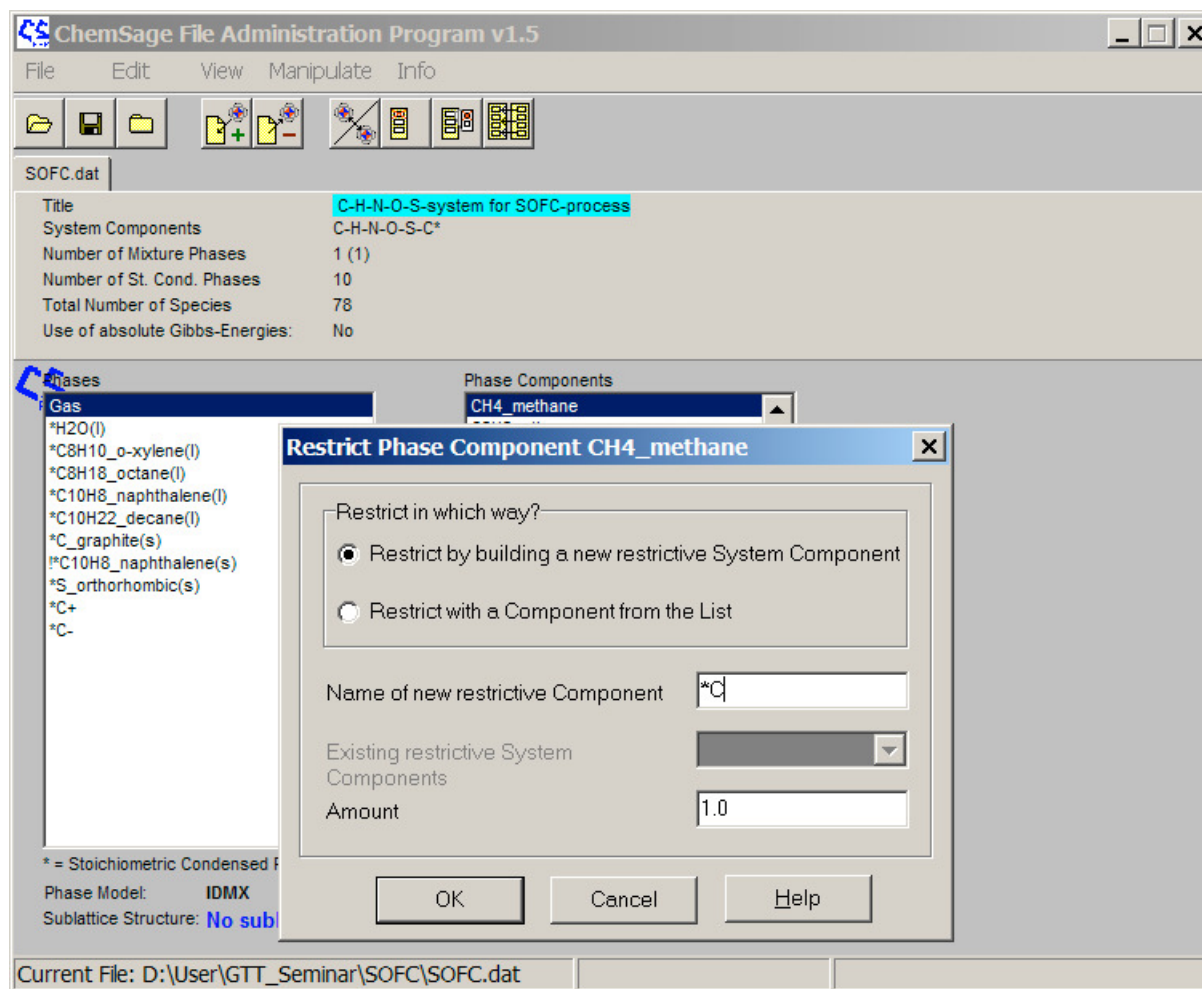 ChemSage File Administration Program v1.5
File Edit View Manipulate Info
SOFC.dat
Title C-H-N-O-S-system for SOFC-process
System Components C-H-N-O-S-C*
Number of Mixture Phases 1 (1)
Number of St. Cond. Phases 10
Total Number of Species 78
Use of absolute Gibbs-Energies: No
Phases Phase Components
Gas CH4_methane
*H2O(l)
*C8H10_o-xylene(l)
*C8H18_octane(l)
*C10H8_naphthalene(l)
*C10H22_decane(l)
*C_graphite(s)
!*C10H8_naphthalene(s)
*S_orthorhombic(s)
*C+
*C-
Restrict Phase Component CH4_methane
Restrict in which way?
Restrict by building a new restrictive System Component
Restrict with a Component from the List
Name of new restrictive Component *C
Existing restrictive System
Components
Amount 1.0
OK Cancel Help
* = Stoichiometric Condensed
Phase Model: IDMX
Sublattice Structure: No
Current File: D:\User\GTT_Seminar\SOFC\SOFC.dat